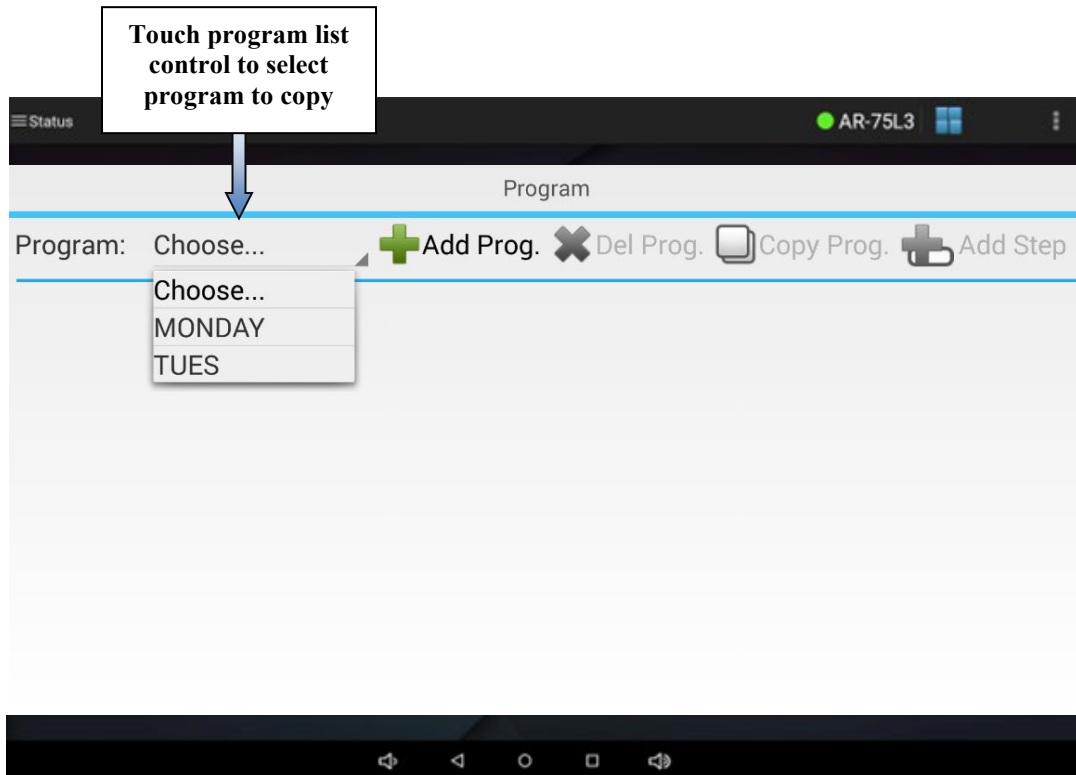 Touch program list
control to select
program to copy
Status
AR-75L3
Program
Program: Choose... Add Prog. Del Prog. Copy Prog. Add Step
Choose...
MONDAY
TUES